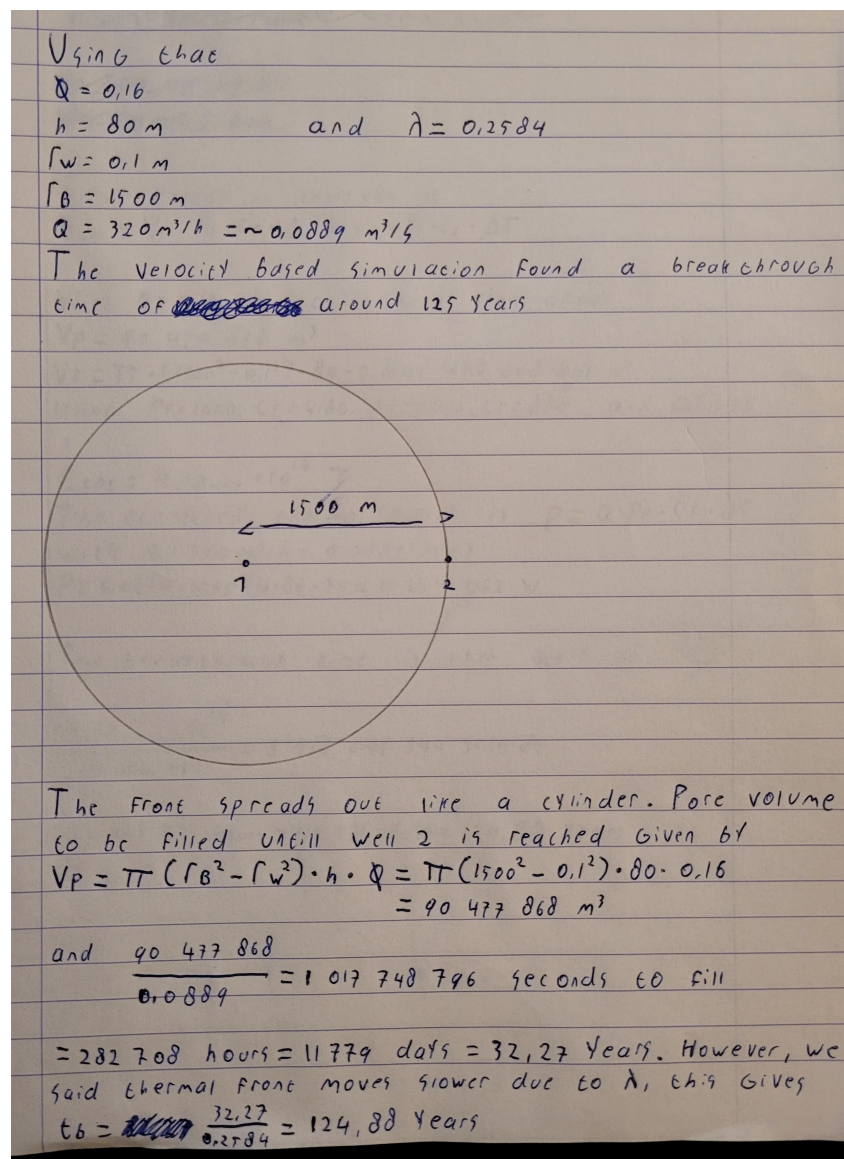 Using that
Φ = 0,16
h = 80 m and λ = 0,2584
rw = 0,1 m
rB = 1500 m
Q = 320 m³/h = ~ 0,0889 m³/s
The velocity based simulation found a breakthrough
time of around 125 years
1500 m
1
2
The front spreads out like a cylinder. Pore volume
to be filled untill well 2 is reached given by
Vp = π (rB² - rw²) · h · Φ = π (1500² - 0,1²) · 80 · 0,16
= 90 477 868 m³
and 90 477 868 / 0,0889 = 1 017 748 796 seconds to fill
= 282 708 hours = 11 779 days = 32,27 years. However, we
said thermal front moves slower due to λ, this gives
tb = 32,27 / 0,2584 = 124,88 years